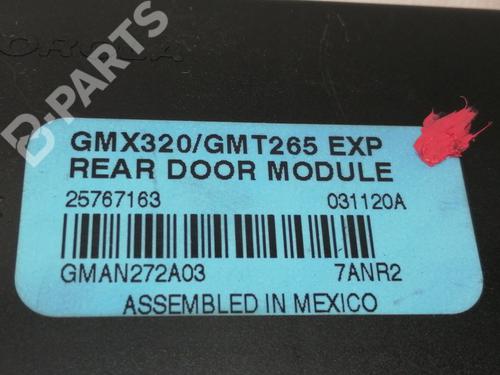 B-PARTS
GMX320/GMT265 EXP
REAR DOOR MODULE
25767163 031120A
GMAN272A03 7ANR2
ASSEMBLED IN MEXICO